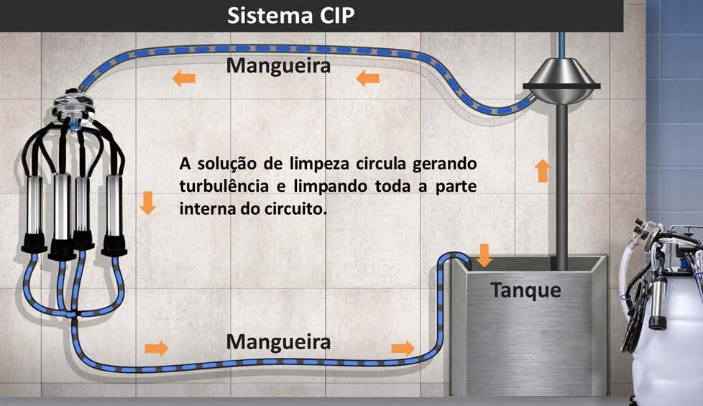 Sistema CIP
Mangueira
A solução de limpeza circula gerando
turbulência e limpando toda a parte
interna do circuito.
Tanque
Mangueira